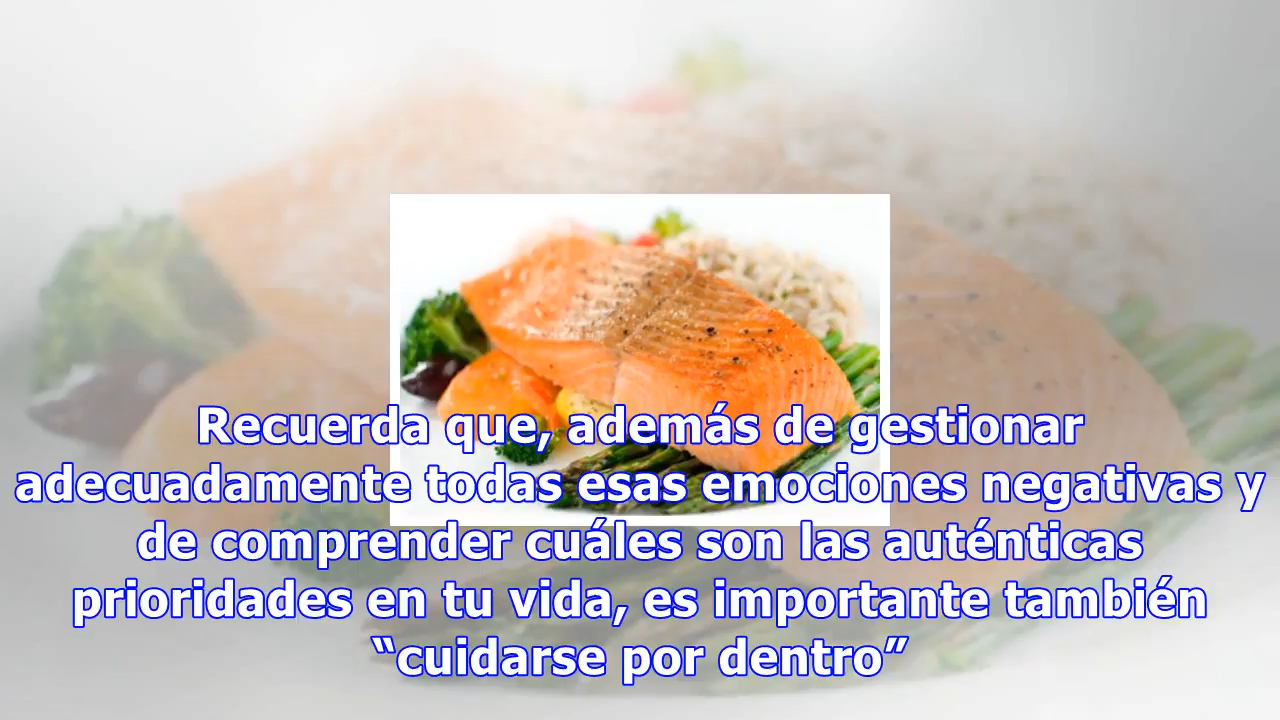 Recuerda que, además de gestionar
adecuadamente todas esas emociones negativas y
de comprender cuáles son las auténticas
prioridades en tu vida, es importante también
“cuidarse por dentro”